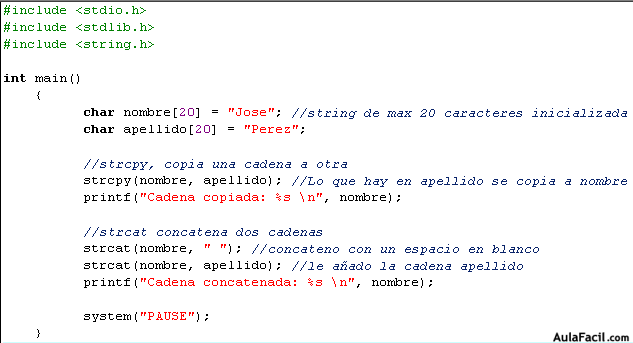 #include <stdio.h>
#include <stdlib.h>
#include <string.h>
int main()
{
char nombre[20] = "Jose"; //string de max 20 caracteres inicializada
char apellido[20] = "Perez";
//strcpy, copia una cadena a otra
strcpy(nombre, apellido); //Lo que hay en apellido se copia a nombre
printf("Cadena copiada: %s \n", nombre);
//strcat concatena dos cadenas
strcat(nombre, " "); //concateno con un espacio en blanco
strcat(nombre, apellido); //le añado la cadena apellido
printf("Cadena concatenada: %s \n", nombre);
system("PAUSE");
}
AulaFacil.com